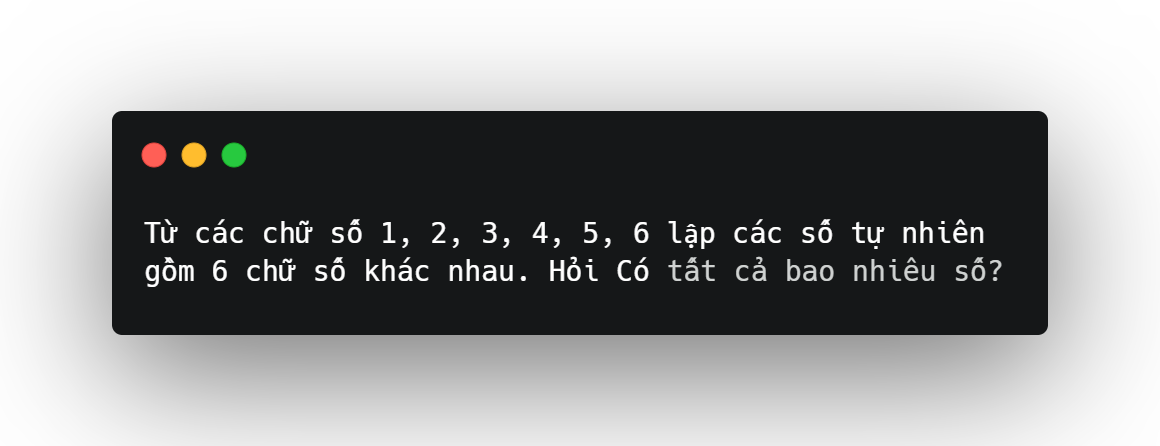 Từ các chữ số 1, 2, 3, 4, 5, 6 lập các số tự nhiên
gồm 6 chữ số khác nhau. Hỏi Có tất cả bao nhiêu số?